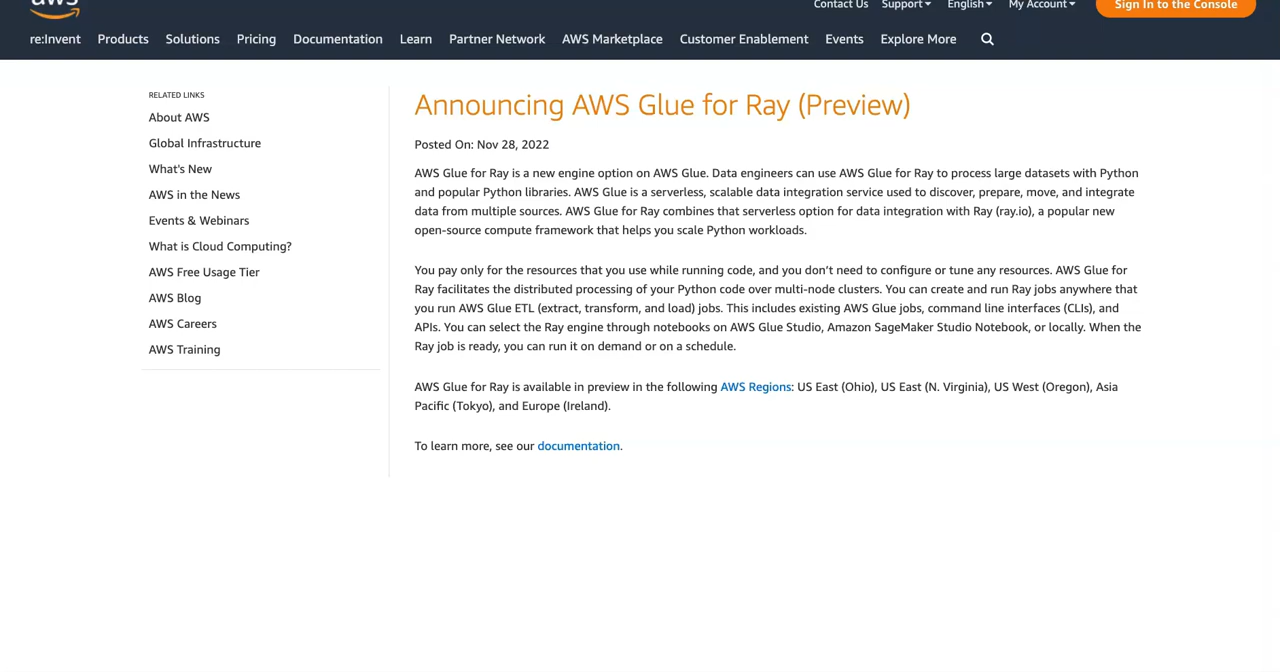 aws
Contact Us Support English My Account Sign In to the Console
re:Invent Products Solutions Pricing Documentation Learn Partner Network AWS Marketplace Customer Enablement Events Explore More
RELATED LINKS
About AWS
Global Infrastructure
What's New
AWS in the News
Events & Webinars
What is Cloud Computing?
AWS Free Usage Tier
AWS Blog
AWS Careers
AWS Training
Announcing AWS Glue for Ray (Preview)
Posted On: Nov 28, 2022
AWS Glue for Ray is a new engine option on AWS Glue. Data engineers can use AWS Glue for Ray to process large datasets with Python
and popular Python libraries. AWS Glue is a serverless, scalable data integration service used to discover, prepare, move, and integrate
data from multiple sources. AWS Glue for Ray combines that serverless option for data integration with Ray (ray.io), a popular new
open-source compute framework that helps you scale Python workloads.
You pay only for the resources that you use while running code, and you don’t need to configure or tune any resources. AWS Glue for
Ray facilitates the distributed processing of your Python code over multi-node clusters. You can create and run Ray jobs anywhere that
you run AWS Glue ETL (extract, transform, and load) jobs. This includes existing AWS Glue jobs, command line interfaces (CLIs), and
APIs. You can select the Ray engine through notebooks on AWS Glue Studio, Amazon SageMaker Studio Notebook, or locally. When the
Ray job is ready, you can run it on demand or on a schedule.
AWS Glue for Ray is available in preview in the following AWS Regions: US East (Ohio), US East (N. Virginia), US West (Oregon), Asia
Pacific (Tokyo), and Europe (Ireland).
To learn more, see our documentation.